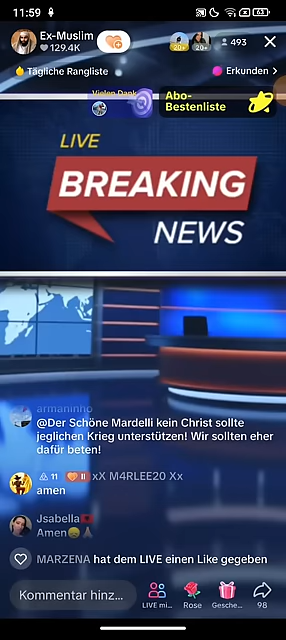 11:59
63
Ex-Muslim
129.4K
20+
20+
493
Tägliche Rangliste
Erkunden >
Vielen Dank
Abo-
Bestenliste
LIVE
BREAKING
NEWS
armaninho
@Der Schöne Mardelli kein Christ sollte
jeglichen Krieg unterstützen! Wir sollten eher
dafür beten!
11
II
xX M4RLEE20 Xx
amen
Jsabella🇦🇱
Amen😞🙏
MARZENA hat dem LIVE einen Like gegeben
Kommentar hinz...
LIVE mi...
Rose
Gesche...
98